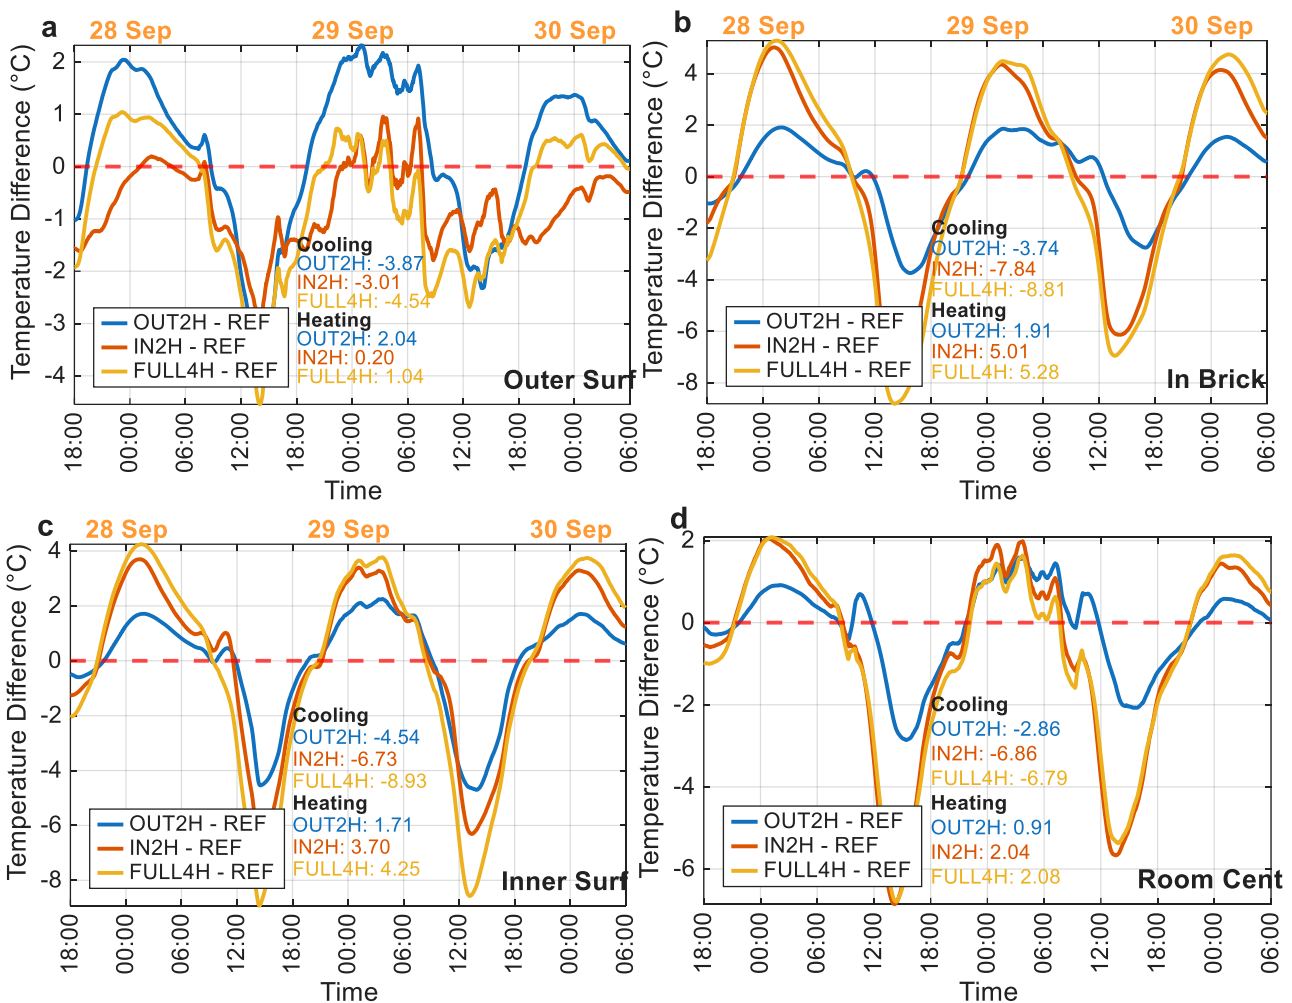 a
28 Sep
29 Sep
30 Sep
Temperature Difference (°C)
2
1
0
-1
-2
-3
-4
Cooling
OUT2H: -3.87
IN2H: -3.01
FULL4H: -4.54
Heating
OUT2H: 2.04
IN2H: 0.20
FULL4H: 1.04
OUT2H - REF
IN2H - REF
FULL4H - REF
Outer Surf
18:00
00:00
06:00
12:00
18:00
00:00
06:00
12:00
18:00
00:00
06:00
Time
b
28 Sep
29 Sep
30 Sep
Temperature Difference (°C)
4
2
0
-2
-4
-6
-8
Cooling
OUT2H: -3.74
IN2H: -7.84
FULL4H: -8.81
Heating
OUT2H: 1.91
IN2H: 5.01
FULL4H: 5.28
OUT2H - REF
IN2H - REF
FULL4H - REF
In Brick
18:00
00:00
06:00
12:00
18:00
00:00
06:00
12:00
18:00
00:00
06:00
Time
c
28 Sep
29 Sep
30 Sep
Temperature Difference (°C)
4
2
0
-2
-4
-6
-8
Cooling
OUT2H: -4.54
IN2H: -6.73
FULL4H: -8.93
Heating
OUT2H: 1.71
IN2H: 3.70
FULL4H: 4.25
OUT2H - REF
IN2H - REF
FULL4H - REF
Inner Surf
18:00
00:00
06:00
12:00
18:00
00:00
06:00
12:00
18:00
00:00
06:00
Time
d
Temperature Difference (°C)
2
0
-2
-4
-6
Cooling
OUT2H: -2.86
IN2H: -6.86
FULL4H: -6.79
Heating
OUT2H: 0.91
IN2H: 2.04
FULL4H: 2.08
OUT2H - REF
IN2H - REF
FULL4H - REF
Room Cent
18:00
00:00
06:00
12:00
18:00
00:00
06:00
12:00
18:00
00:00
06:00
Time